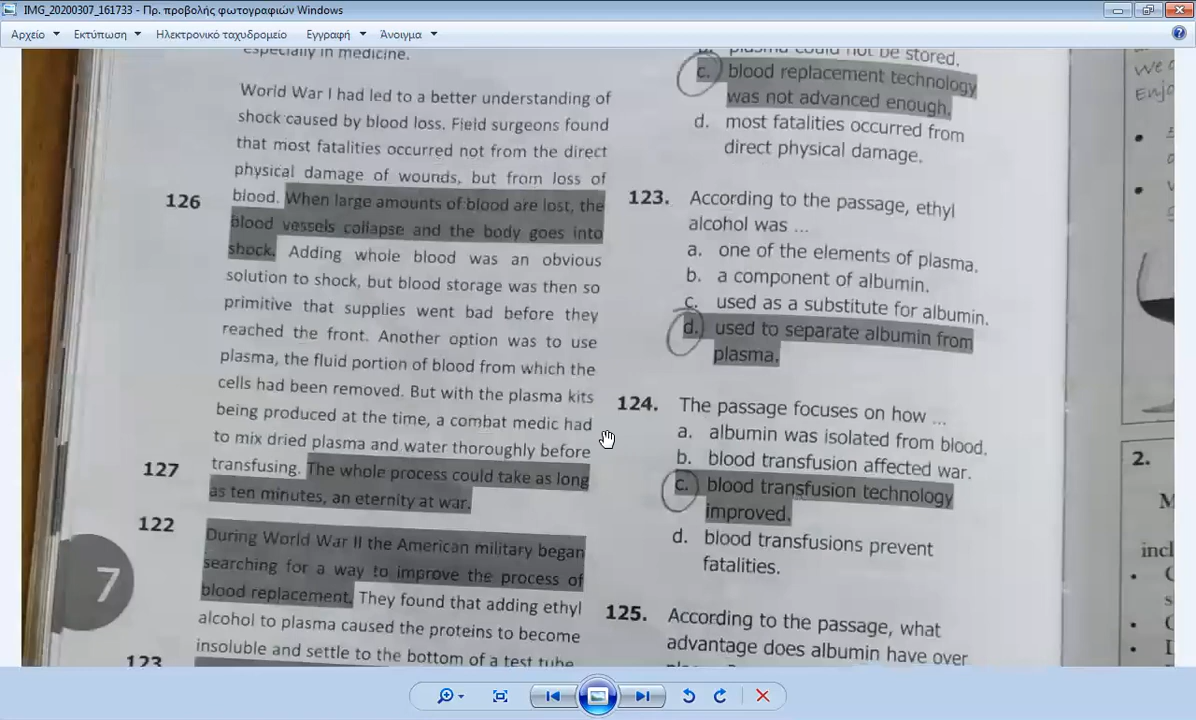 IMG_20200307_161733 - Πρ. προβολής φωτογραφιών Windows
Αρχείο Εκτύπωση Ηλεκτρονικό ταχυδρομείο Εγγραφή Άνοιγμα
especially in medicine.
World War I had led to a better understanding of
shock caused by blood loss. Field surgeons found
that most fatalities occurred not from the direct
physical damage of wounds, but from loss of
126 blood. When large amounts of blood are lost, the
blood vessels collapse and the body goes into
shock. Adding whole blood was an obvious
solution to shock, but blood storage was then so
primitive that supplies went bad before they
reached the front. Another option was to use
plasma, the fluid portion of blood from which the
cells had been removed. But with the plasma kits
being produced at the time, a combat medic had
to mix dried plasma and water thoroughly before
127 transfusing. The whole process could take as long
as ten minutes, an eternity at war.
122 During World War II the American military began
searching for a way to improve the process of
blood replacement. They found that adding ethyl
alcohol to plasma caused the proteins to become
insoluble and settle to the bottom of a test tube
123
7
plasma could not be stored.
c. blood replacement technology
was not advanced enough.
d. most fatalities occurred from
direct physical damage.
123. According to the passage, ethyl
alcohol was ...
a. one of the elements of plasma.
b. a component of albumin.
c. used as a substitute for albumin.
d. used to separate albumin from
plasma.
124. The passage focuses on how ...
a. albumin was isolated from blood.
b. blood transfusion affected war.
c. blood transfusion technology
improved.
d. blood transfusions prevent
fatalities.
125. According to the passage, what
advantage does albumin have over
we
Enjo
2.
M
incl